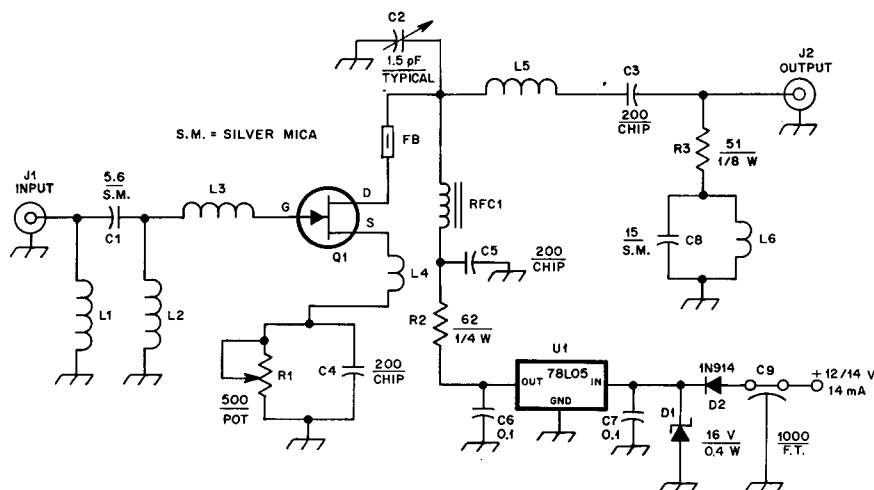 C2
1.5 pF
TYPICAL
L5
C3
200
CHIP
J2
OUTPUT
S.M. = SILVER MICA
FB
R3
51
1/8 W
J1
INPUT
5.6
S.M.
C1
L3
G
D
S
Q1
RFC1
L1
L2
L4
C5
200
CHIP
15
S.M.
C8
L6
R1
500
POT
C4
200
CHIP
R2
62
1/4 W
U1
78L05
OUT
IN
GND
C6
0.1
C7
0.1
1N914
D2
C9
+ 12/14 V
14 mA
D1
16 V
0.4 W
1000
F.T.